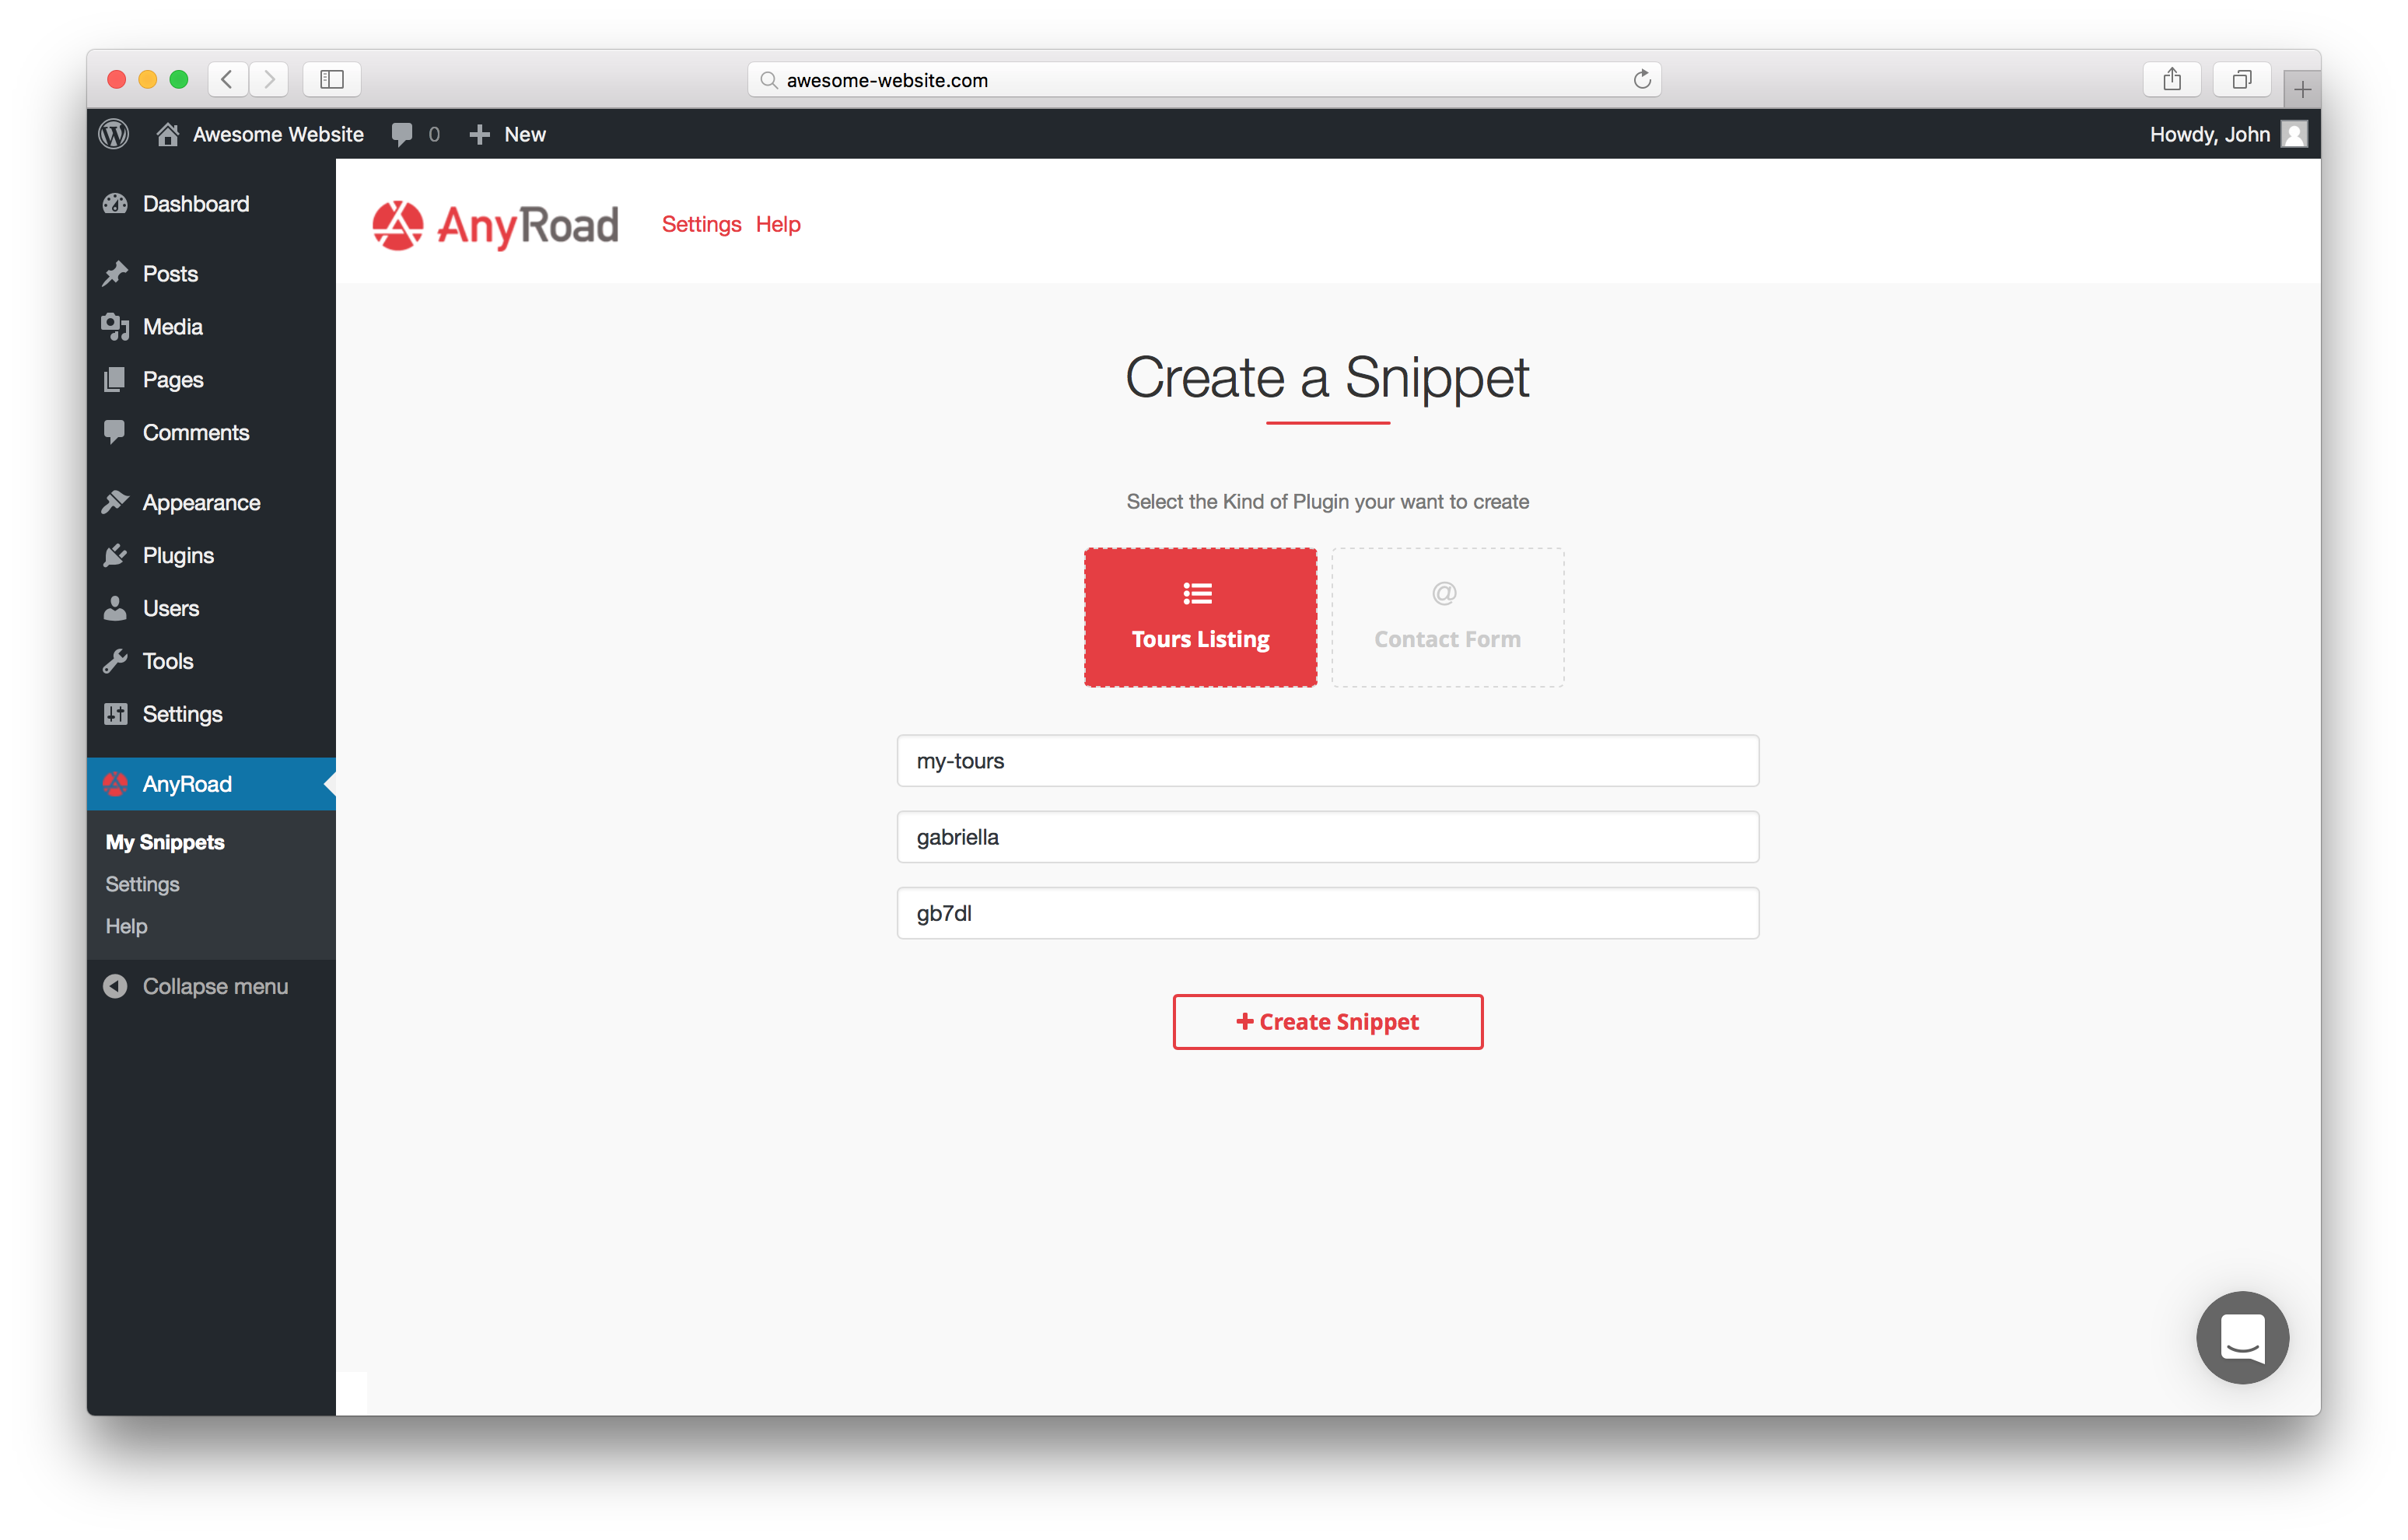 awesome-website.com
Awesome Website 0 New Howdy, John
Dashboard
Posts
Media
Pages
Comments
Appearance
Plugins
Users
Tools
Settings
AnyRoad
My Snippets
Settings
Help
Collapse menu
AnyRoad Settings Help
Create a Snippet
Select the Kind of Plugin your want to create
Tours Listing
@
Contact Form
my-tours
gabriella
gb7dl
+ Create Snippet